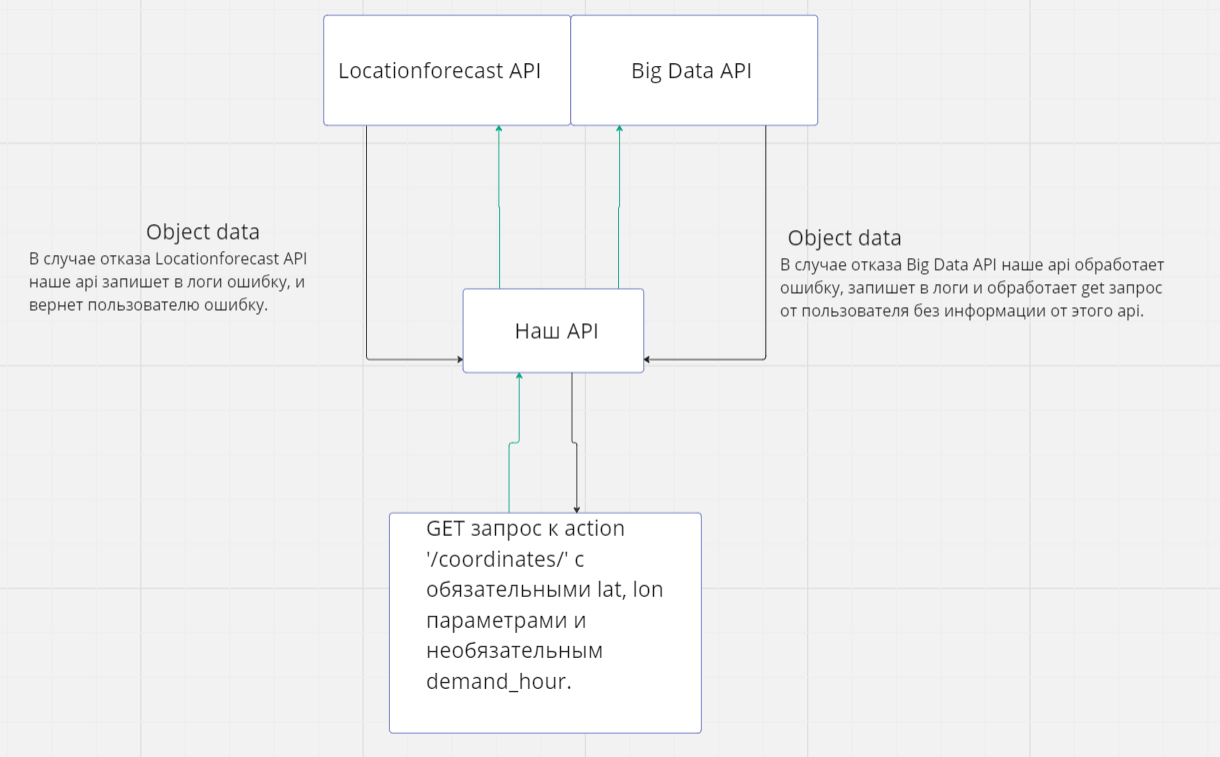 Locationforecast API
Big Data API
Object data
В случае отказа Locationforecast API
наше api запишет в логи ошибку, и
вернет пользователю ошибку.
Object data
В случае отказа Big Data API наше api обработает
ошибку, запишет в логи и обработает get запрос
от пользователя без информации от этого api.
Наш API
GET запрос к action
'/coordinates/' с
обязательными lat, lon
параметрами и
необязательным
demand_hour.